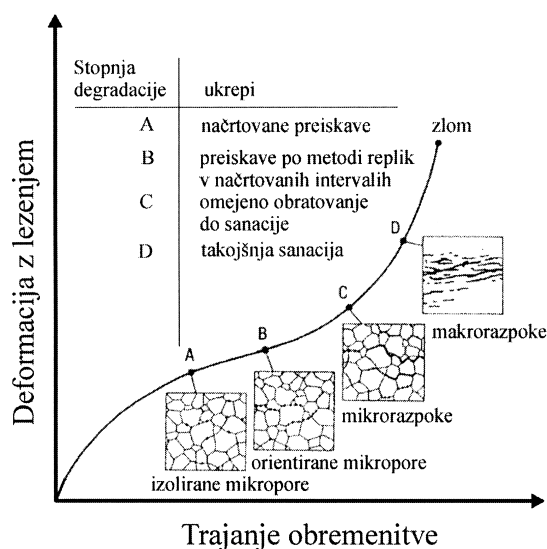 Stopnja
degradacije
ukrepi
A načrtovane preiskave
B preiskave po metodi replik
v načrtovanih intervalih
C omejeno obratovanje
do sanacije
D takojšnja sanacija
zlom
D
C
B
A
makrorazpoke
mikrorazpoke
orientirane mikropore
izolirane mikropore
Deformacija z lezenjem
Trajanje obremenitve